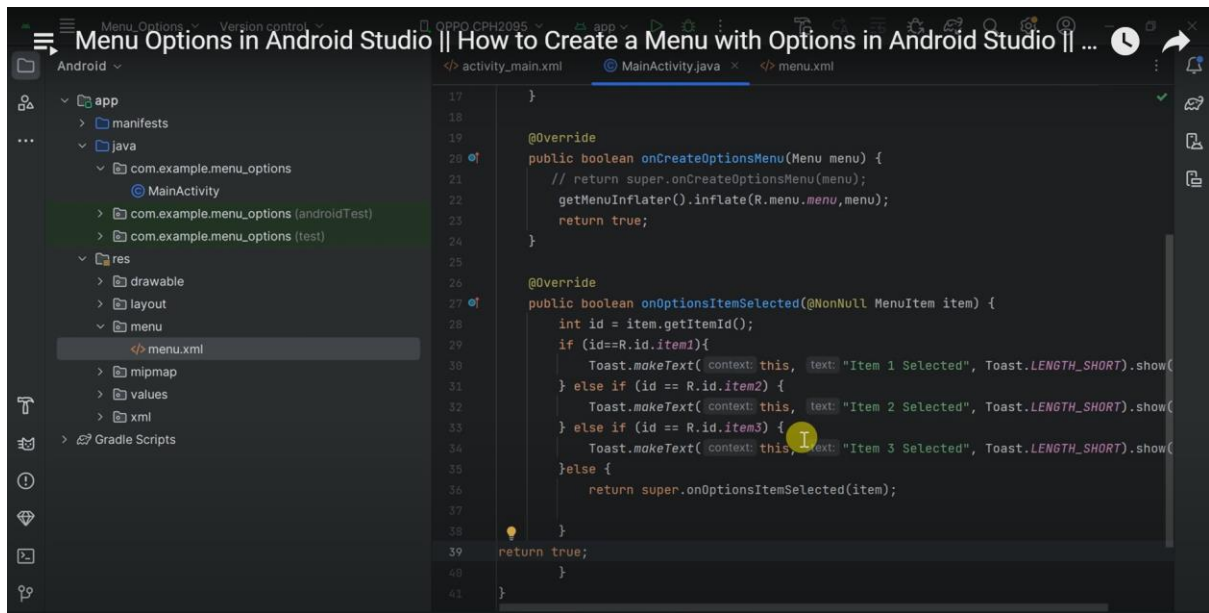 Menu_Options Version control OPPO CPH2095 app
Menu Options in Android Studio || How to Create a Menu with Options in Android Studio || ...
Android
activity_main.xml MainActivity.java menu.xml
app
manifests
java
com.example.menu_options
MainActivity
com.example.menu_options (androidTest)
com.example.menu_options (test)
res
drawable
layout
menu
menu.xml
mipmap
values
xml
Gradle Scripts
17 }
18
19 @Override
20 public boolean onCreateOptionsMenu(Menu menu) {
21 // return super.onCreateOptionsMenu(menu);
22 getMenuInflater().inflate(R.menu.menu,menu);
23 return true;
24 }
25
26 @Override
27 public boolean onOptionsItemSelected(@NonNull MenuItem item) {
28 int id = item.getItemId();
29 if (id==R.id.item1){
30 Toast.makeText( context: this, text: "Item 1 Selected", Toast.LENGTH_SHORT).show(
31 } else if (id == R.id.item2) {
32 Toast.makeText( context: this, text: "Item 2 Selected", Toast.LENGTH_SHORT).show(
33 } else if (id == R.id.item3) {
34 Toast.makeText( context: this, text: "Item 3 Selected", Toast.LENGTH_SHORT).show(
35 }else {
36 return super.onOptionsItemSelected(item);
37
38 }
39 return true;
40 }
41 }